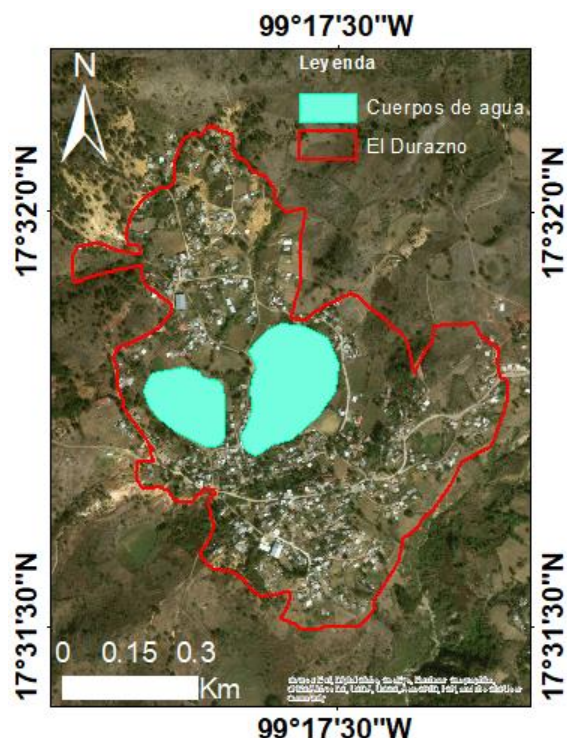 99°17'30"W
N
Leyenda
Cuerpos de agua
El Durazno
17°32'0"N
17°32'0"N
17°31'30"N
17°31'30"N
0 0.15 0.3
Km
99°17'30"W